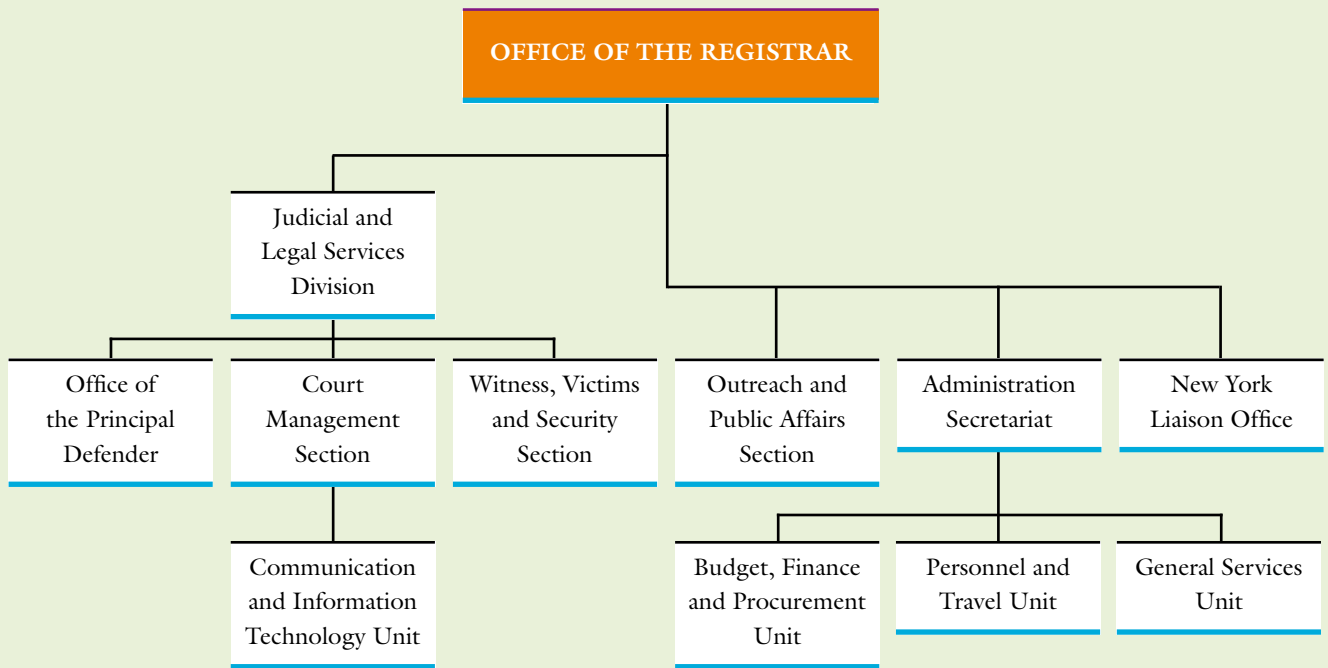 OFFICE OF THE REGISTRAR
Judicial and
Legal Services
Division
Office of
the Principal
Defender
Court
Management
Section
Witness, Victims
and Security
Section
Outreach and
Public Affairs
Section
Administration
Secretariat
New York
Liaison Office
Communication
and Information
Technology Unit
Budget, Finance
and Procurement
Unit
Personnel and
Travel Unit
General Services
Unit